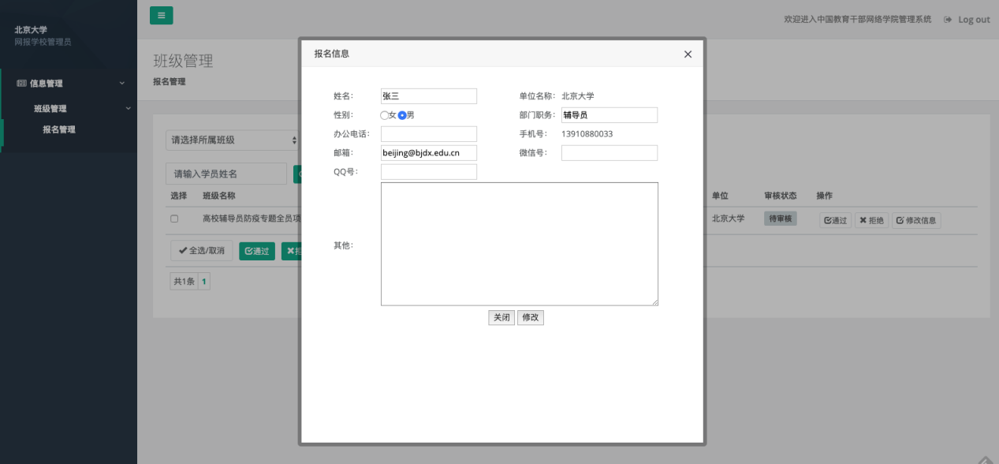 北京大学
网报学校管理员
信息管理
班级管理
报名管理
欢迎进入中国教育干部网络学院管理系统 Log out
班级管理
报名管理
请选择所属班级
请输入学员姓名
选择 班级名称 单位 审核状态 操作
高校辅导员防疫专题全员项 北京大学 待审核 通过 拒绝 修改信息
全选/取消 通过
共1条 1
报名信息
姓名: 张三 单位名称: 北京大学
性别: 女 男 部门职务: 辅导员
办公电话: 手机号: 13910880033
邮箱: beijing@bjdx.edu.cn 微信号:
QQ号:
其他:
关闭 修改